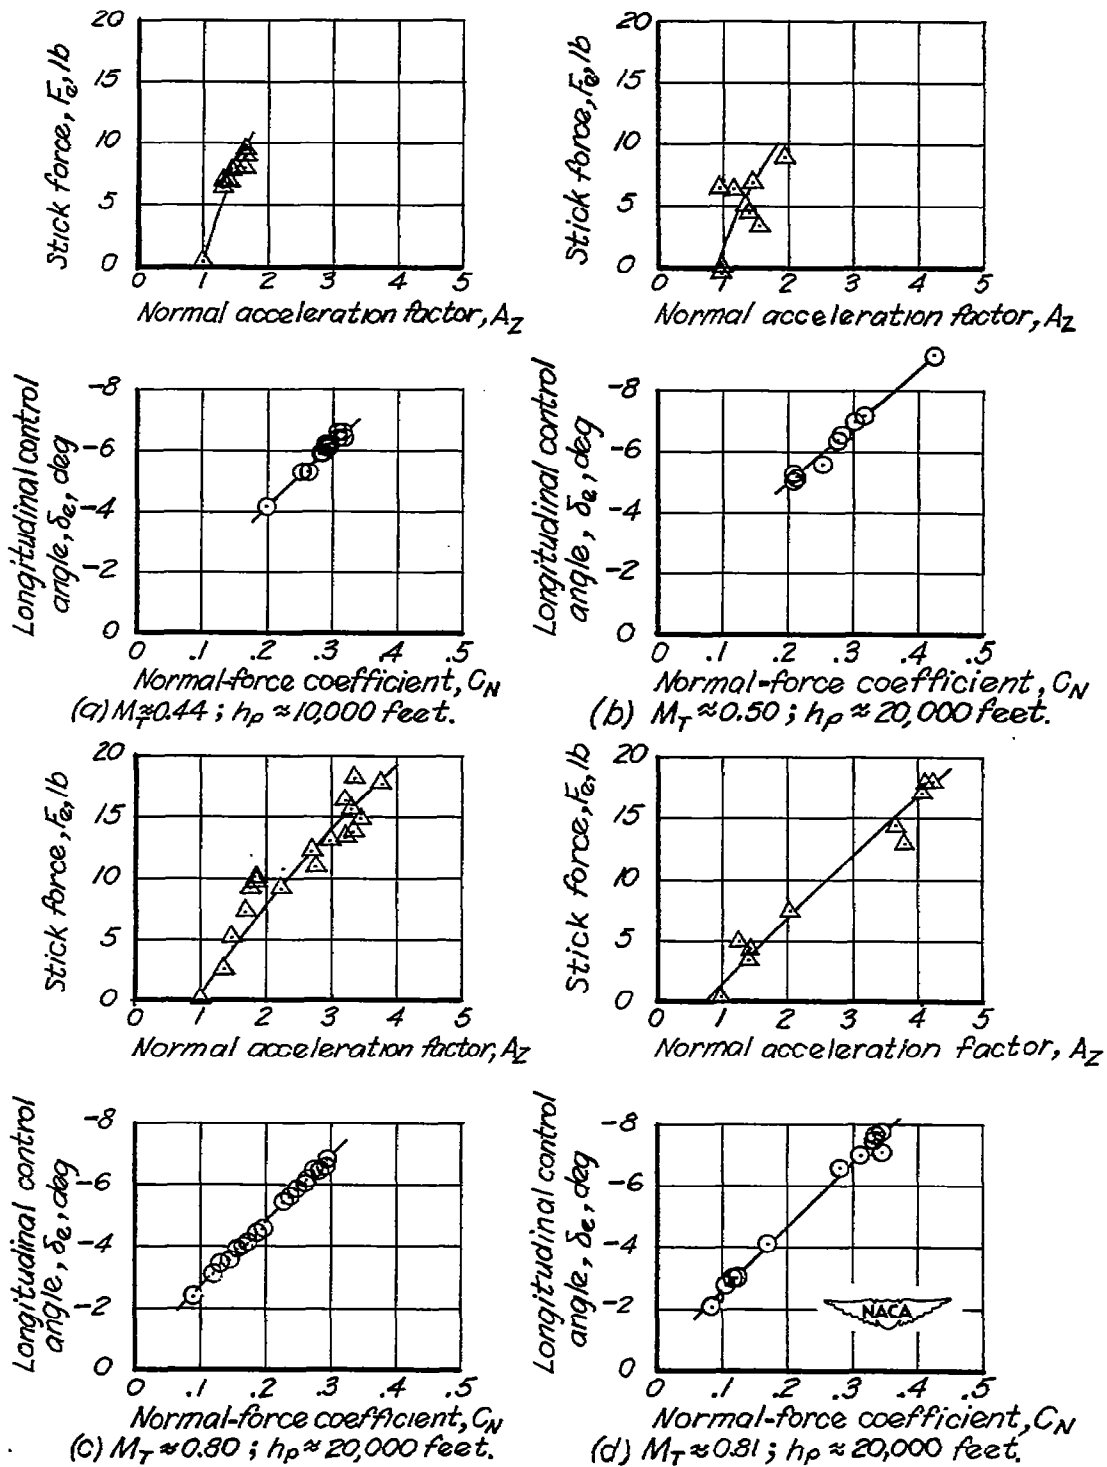 20
15
10
5
0
Stick force, Fe, lb
0 1 2 3 4 5
Normal acceleration factor, AZ
20
15
10
5
0
Stick force, Fe, lb
0 1 2 3 4 5
Normal acceleration factor, AZ
-8
-6
-4
-2
0
Longitudinal control
angle, δe, deg
0 .1 .2 .3 .4 .5
Normal-force coefficient, CN
(a) MT≈0.44 ; hp ≈ 10,000 feet.
-8
-6
-4
-2
0
Longitudinal control
angle, δe, deg
0 .1 .2 .3 .4 .5
Normal-force coefficient, CN
(b) MT ≈ 0.50 ; hp ≈ 20,000 feet.
20
15
10
5
0
Stick force, Fe, lb
0 1 2 3 4 5
Normal acceleration factor, AZ
20
15
10
5
0
Stick force, Fe, lb
0 1 2 3 4 5
Normal acceleration factor, AZ
-8
-6
-4
-2
0
Longitudinal control
angle, δe, deg
0 .1 .2 .3 .4 .5
Normal-force coefficient, CN
(c) MT ≈ 0.80 ; hp ≈ 20,000 feet.
-8
-6
-4
-2
0
Longitudinal control
angle, δe, deg
NACA
0 .1 .2 .3 .4 .5
Normal-force coefficient, CN
(d) MT ≈ 0.81 ; hp ≈ 20,000 feet.